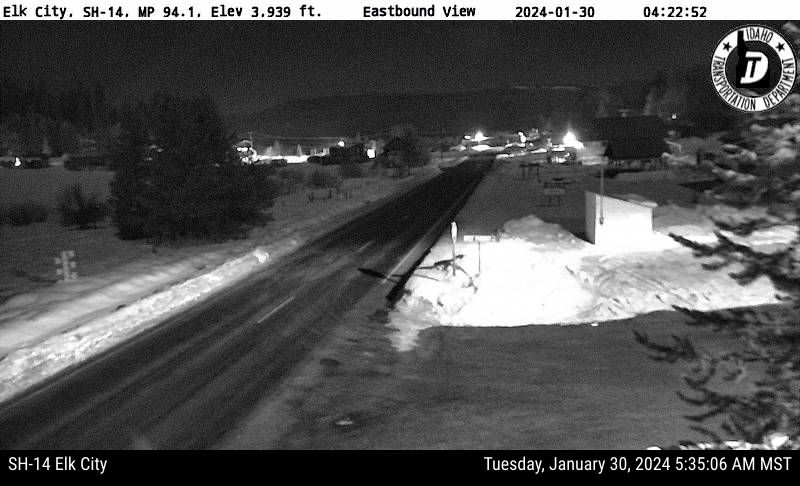 Elk City, SH-14, MP 94.1, Elev 3,939 ft. Eastbound View 2024-01-30 04:22:52
IDAHO
TRANSPORTATION DEPARTMENT
SH-14 Elk City Tuesday, January 30, 2024 5:35:06 AM MST